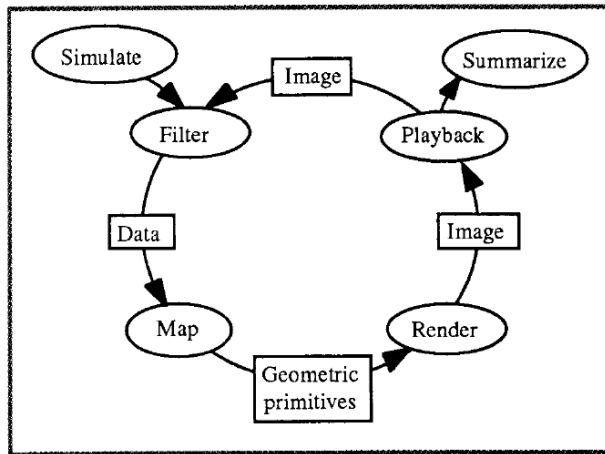 Simulate
Image
Summarize
Filter
Playback
Data
Image
Map
Render
Geometric
primitives